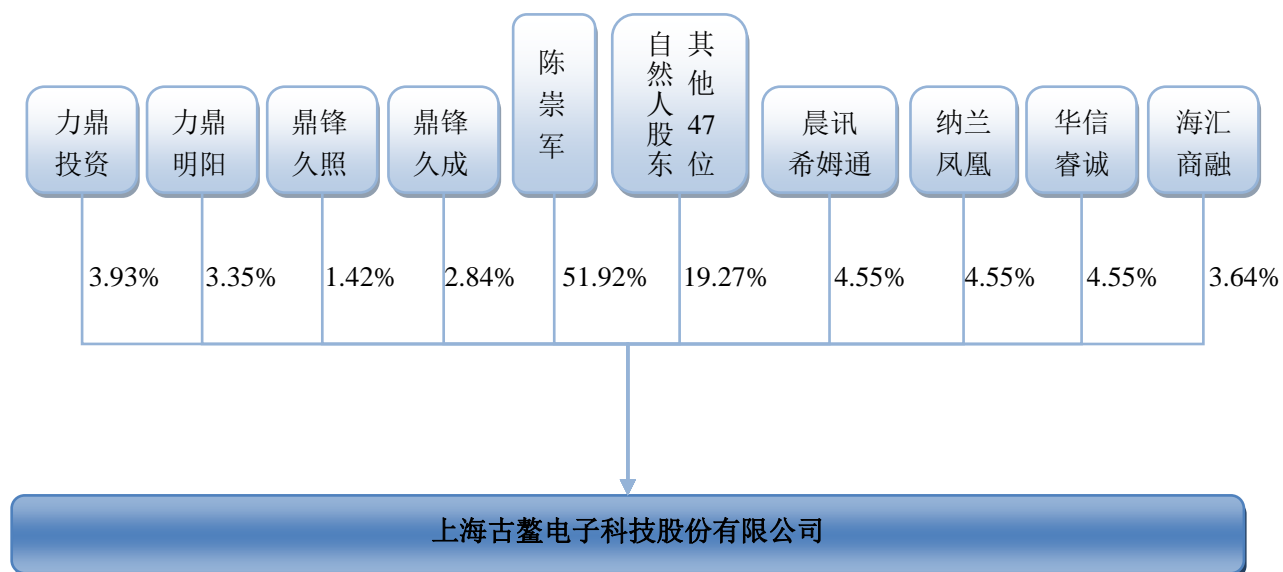 力鼎
投资
力鼎
明阳
鼎锋
久照
鼎锋
久成
陈
崇
军
其他47位
自然人股东
晨讯
希姆通
纳兰
凤凰
华信
睿诚
海汇
商融
3.93%
3.35%
1.42%
2.84%
51.92%
19.27%
4.55%
4.55%
4.55%
3.64%
上海古鳌电子科技股份有限公司